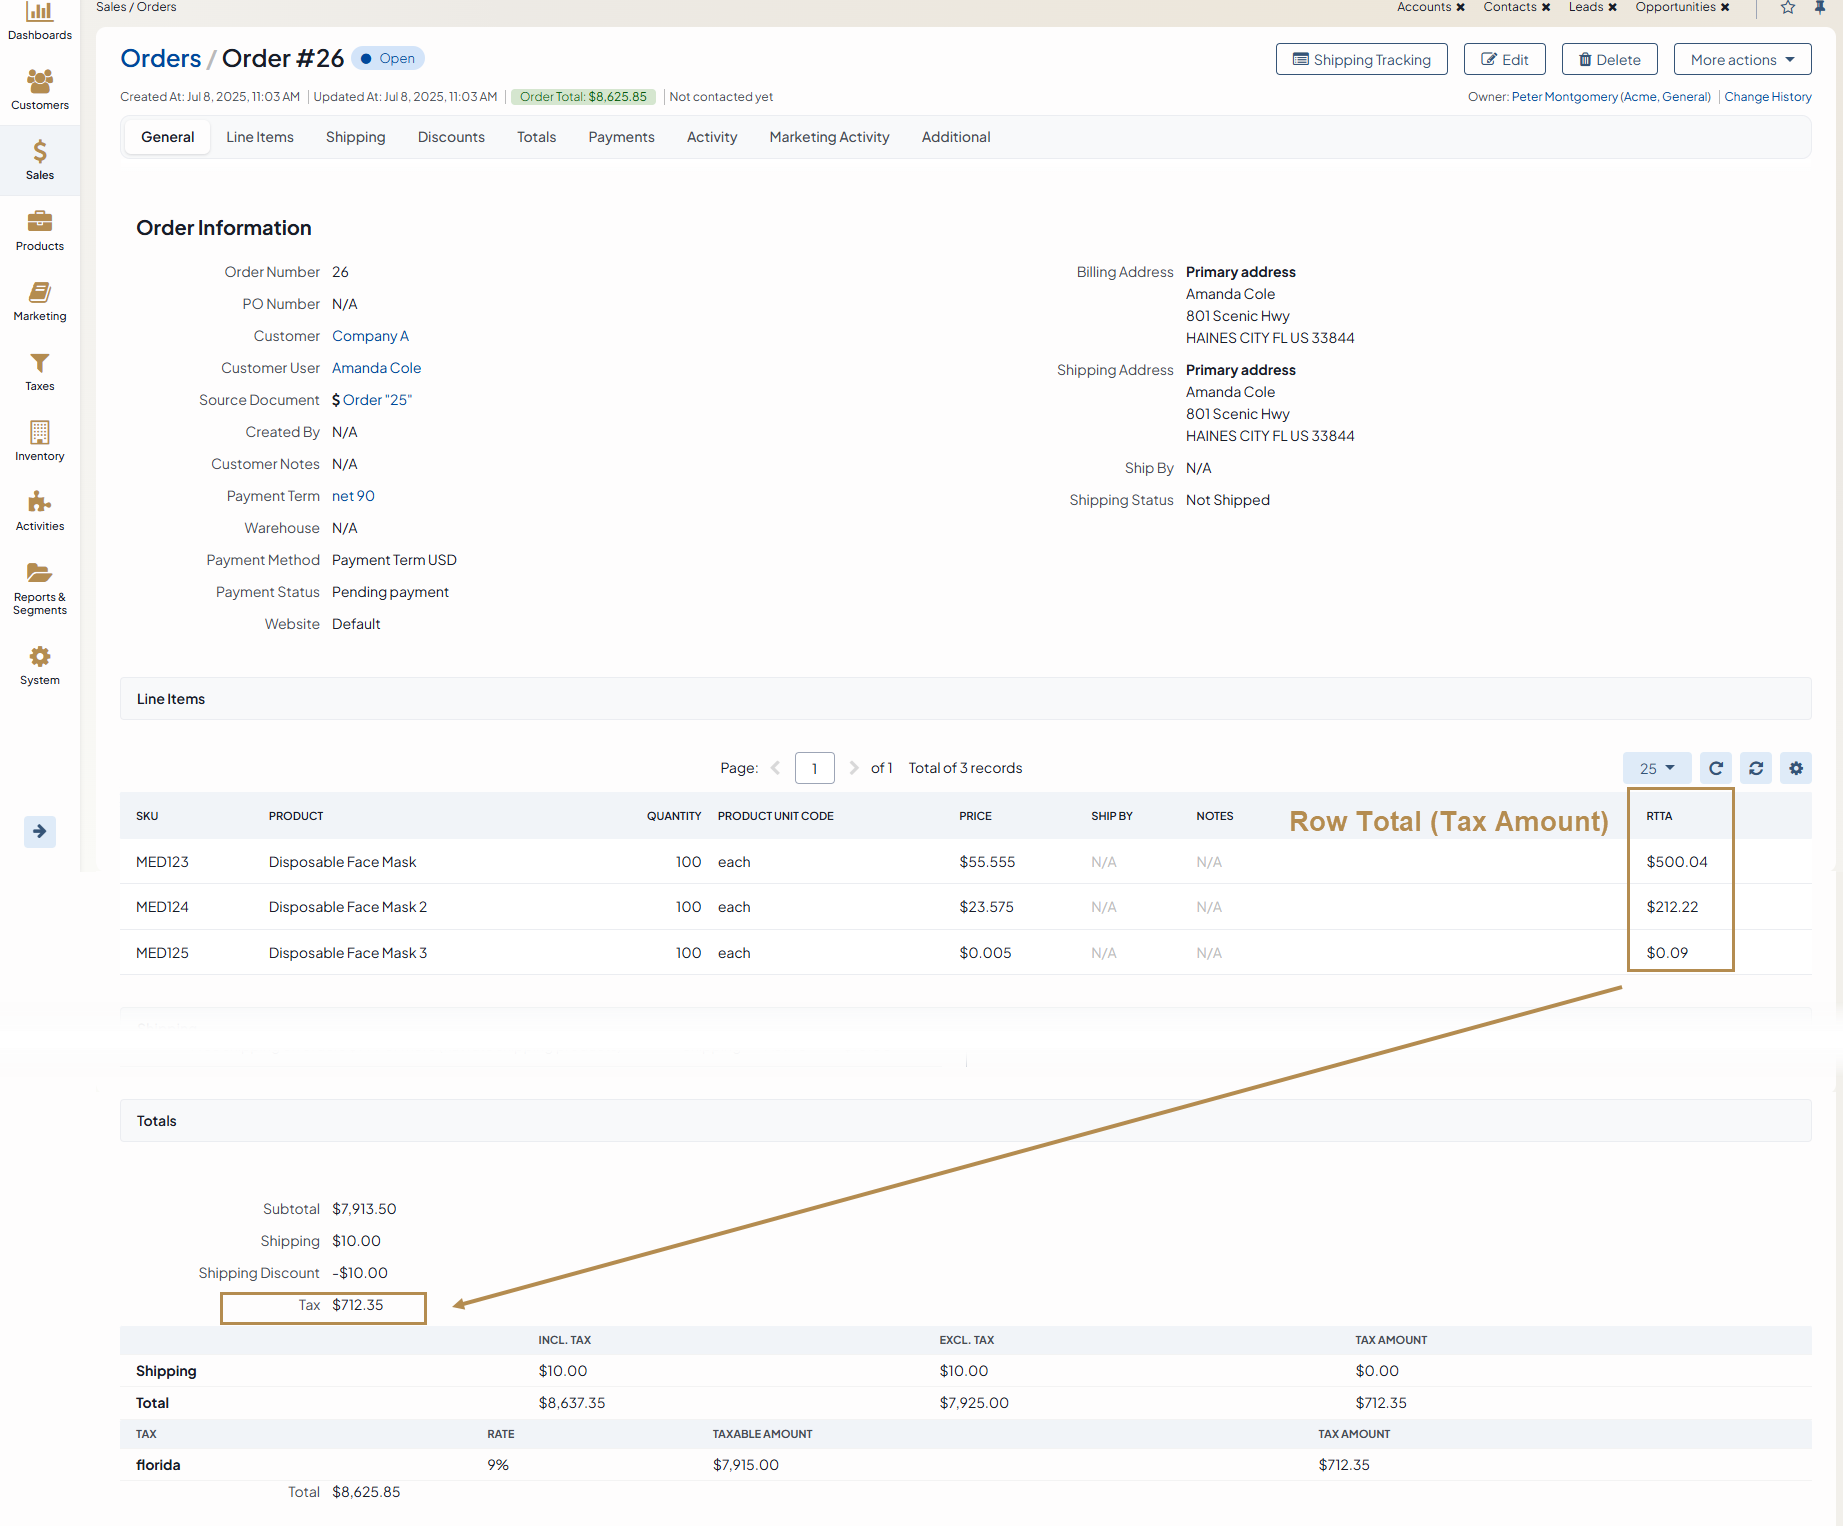 Sales / Orders
Accounts ✖ Contacts ✖ Leads ✖ Opportunities ✖
Dashboards
Customers
Sales
Products
Marketing
Taxes
Inventory
Activities
Reports &
Segments
System
Orders / Order #26 Open
Shipping Tracking Edit Delete More actions
Created At: Jul 8, 2025, 11:03 AM Updated At: Jul 8, 2025, 11:03 AM Order Total: $8,625.85 Not contacted yet
Owner: Peter Montgomery (Acme, General) Change History
General Line Items Shipping Discounts Totals Payments Activity Marketing Activity Additional
Order Information
Order Number 26
PO Number N/A
Customer Company A
Customer User Amanda Cole
Source Document $ Order "25"
Created By N/A
Customer Notes N/A
Payment Term net 90
Warehouse N/A
Payment Method Payment Term USD
Payment Status Pending payment
Website Default
Billing Address Primary address
Amanda Cole
801 Scenic Hwy
HAINES CITY FL US 33844
Shipping Address Primary address
Amanda Cole
801 Scenic Hwy
HAINES CITY FL US 33844
Ship By N/A
Shipping Status Not Shipped
Line Items
Page: 1 of 1 Total of 3 records 25
SKU PRODUCT QUANTITY PRODUCT UNIT CODE PRICE SHIP BY NOTES Row Total (Tax Amount) RTTA
MED123 Disposable Face Mask 100 each $55.555 N/A N/A $500.04
MED124 Disposable Face Mask 2 100 each $23.575 N/A N/A $212.22
MED125 Disposable Face Mask 3 100 each $0.005 N/A N/A $0.09
Totals
Subtotal $7,913.50
Shipping $10.00
Shipping Discount -$10.00
Tax $712.35
INCL. TAX EXCL. TAX TAX AMOUNT
Shipping $10.00 $10.00 $0.00
Total $8,637.35 $7,925.00 $712.35
TAX RATE TAXABLE AMOUNT TAX AMOUNT
florida 9% $7,915.00 $712.35
Total $8,625.85